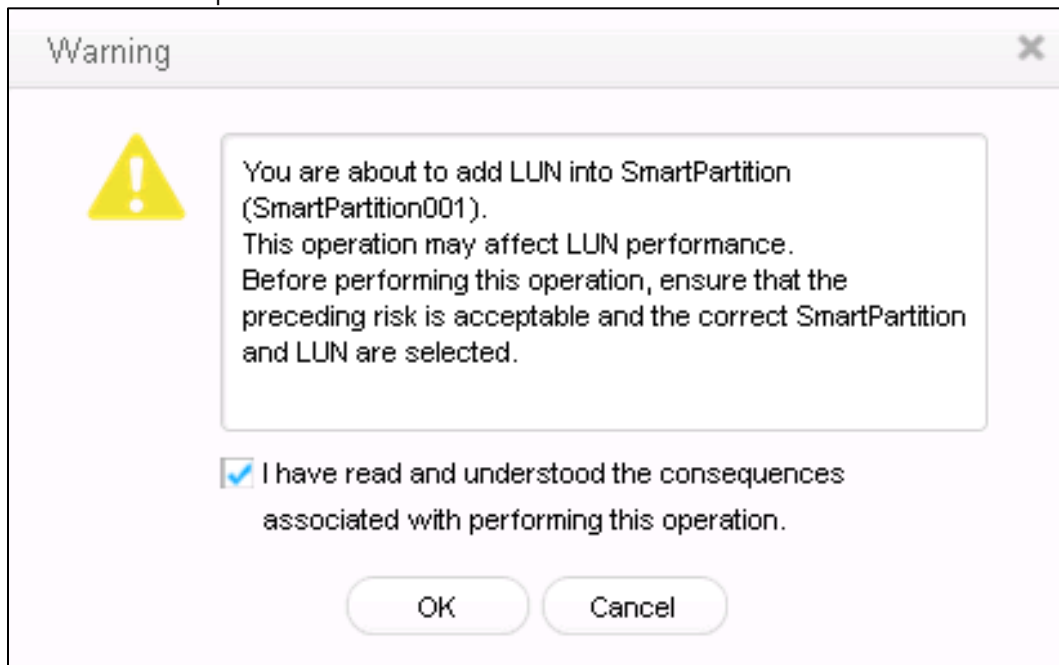 Warning
You are about to add LUN into SmartPartition
(SmartPartition001).
This operation may affect LUN performance.
Before performing this operation, ensure that the
preceding risk is acceptable and the correct SmartPartition
and LUN are selected.
I have read and understood the consequences
associated with performing this operation.
OK Cancel